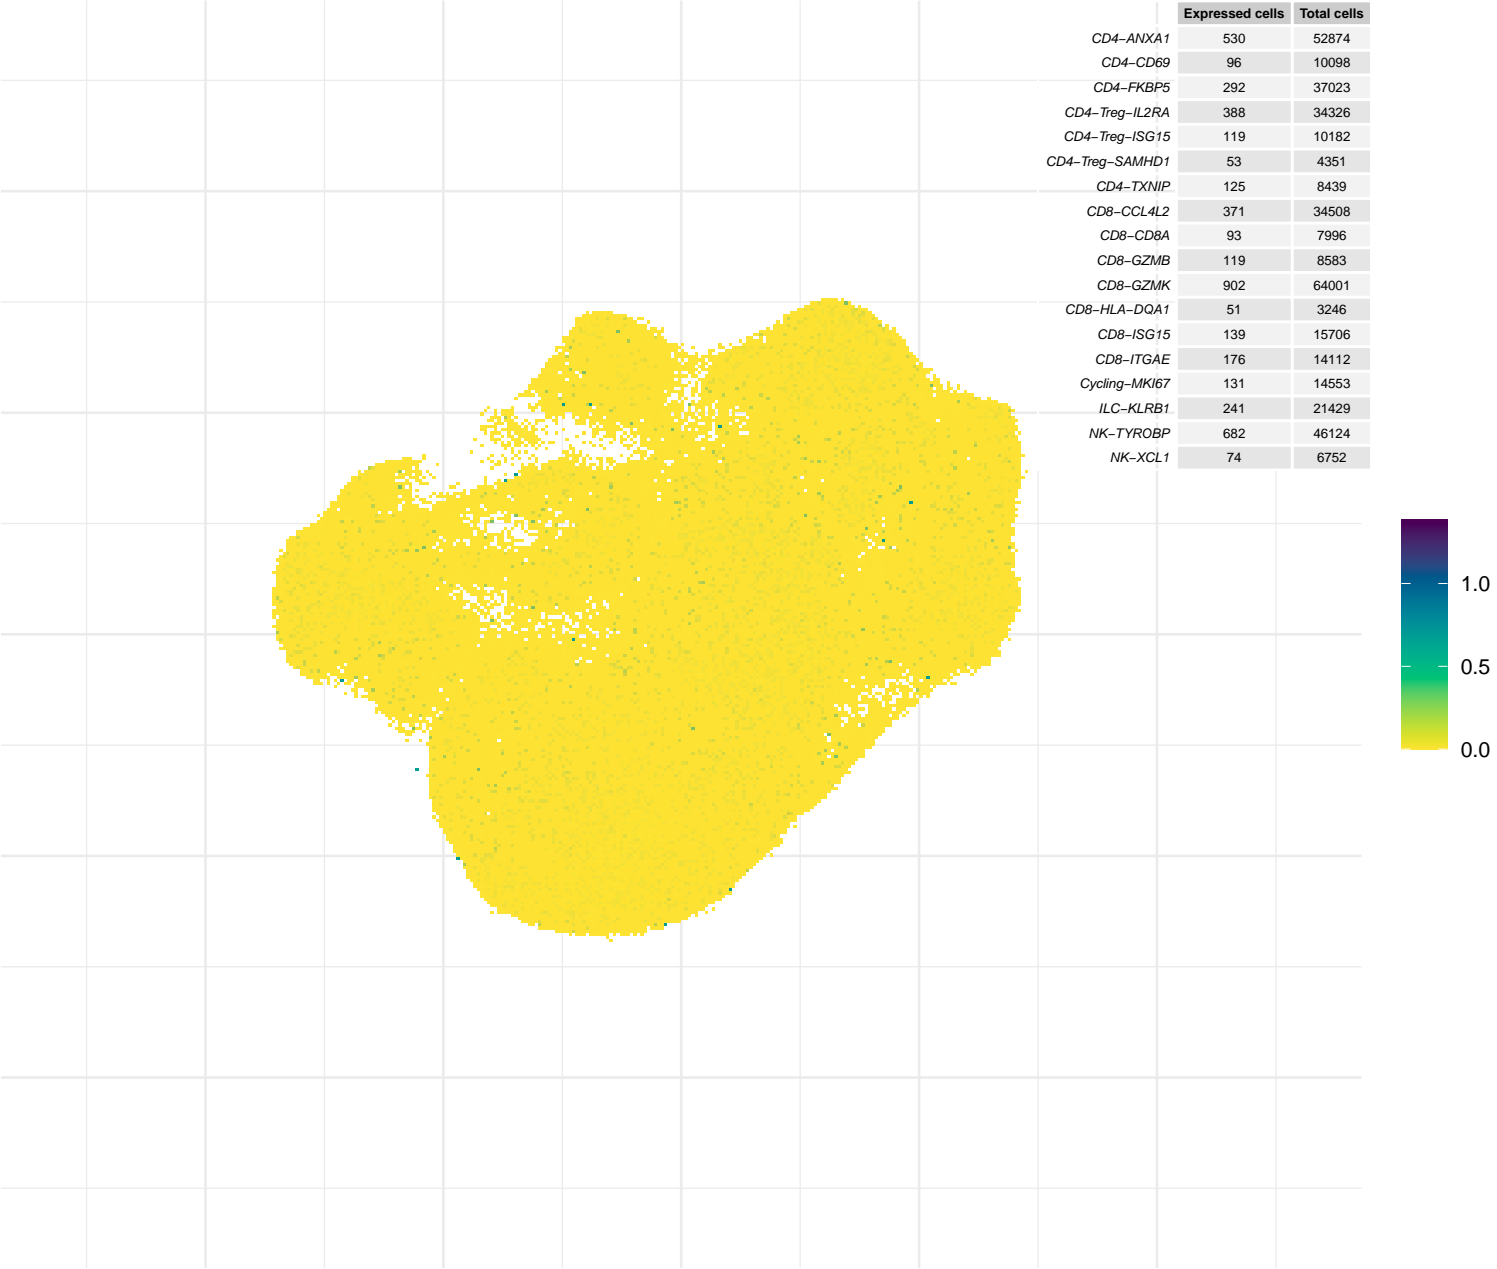 Expressed cells Total cells
CD4−ANXA1 530 52874
CD4−CD69 96 10098
CD4−FKBP5 292 37023
CD4−Treg−IL2RA 388 34326
CD4−Treg−ISG15 119 10182
CD4−Treg−SAMHD1 53 4351
CD4−TXNIP 125 8439
CD8−CCL4L2 371 34508
CD8−CD8A 93 7996
CD8−GZMB 119 8583
CD8−GZMK 902 64001
CD8−HLA−DQA1 51 3246
CD8−ISG15 139 15706
CD8−ITGAE 176 14112
Cycling−MKI67 131 14553
ILC−KLRB1 241 21429
NK−TYROBP 682 46124
NK−XCL1 74 6752
1.0
0.5
0.0